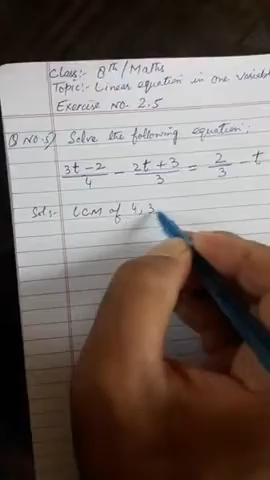 Class:- 8th/Maths
Topic:- Linear equation in one variable
Exercise No. 2.5
Q No.5) Solve the following equation:
3t-2/4 - 2t+3/3 = 2/3 - t
Sol:- LCM of 4, 3